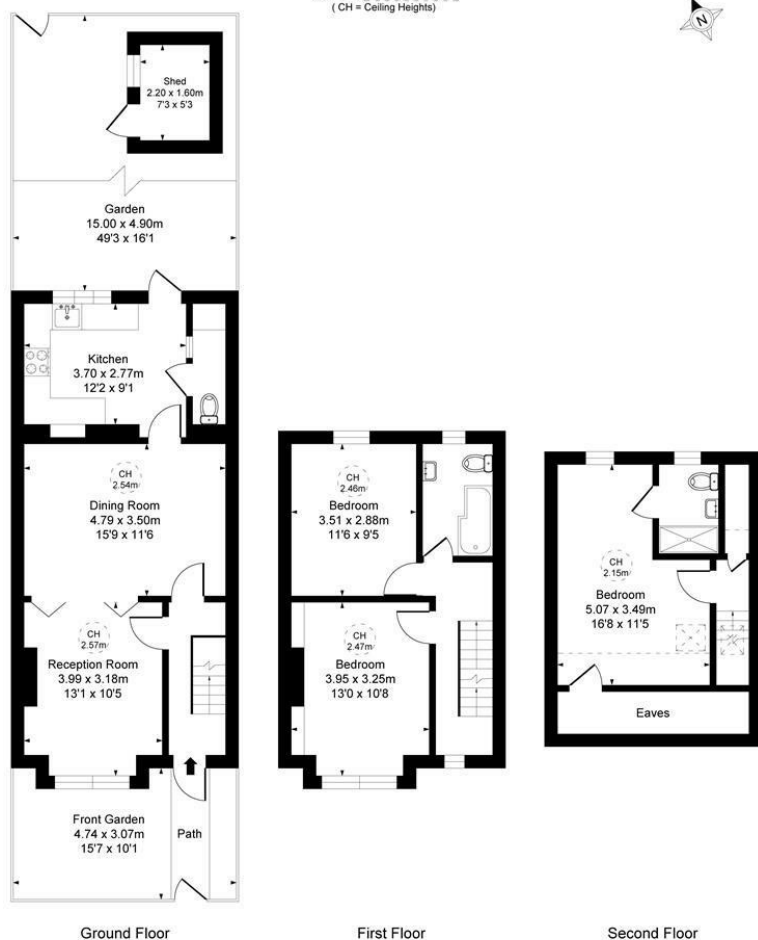 ( CH = Ceiling Heights)
N
Shed
2.20 x 1.60m
7'3 x 5'3
Garden
15.00 x 4.90m
49'3 x 16'1
Kitchen
3.70 x 2.77m
12'2 x 9'1
CH
2.54m
Dining Room
4.79 x 3.50m
15'9 x 11'6
CH
2.57m
Reception Room
3.99 x 3.18m
13'1 x 10'5
Front Garden
4.74 x 3.07m
15'7 x 10'1
Path
Ground Floor
CH
2.46m
Bedroom
3.51 x 2.88m
11'6 x 9'5
CH
2.47m
Bedroom
3.95 x 3.25m
13'0 x 10'8
First Floor
CH
2.15m
Bedroom
5.07 x 3.49m
16'8 x 11'5
Eaves
Second Floor